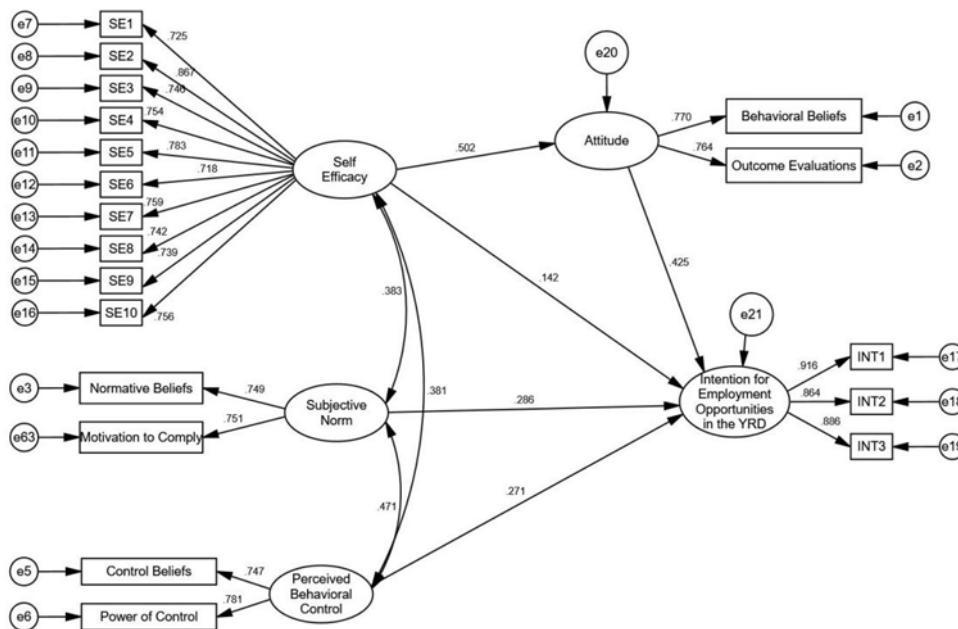 e7
SE1
.725
e8
SE2
.867
e9
SE3
.746
e10
SE4
.754
e11
SE5
.783
e12
SE6
.718
e13
SE7
.759
e14
SE8
.742
e15
SE9
.739
e16
SE10
.756
Self
Efficacy
.502
e20
Attitude
.770
Behavioral Beliefs
e1
.764
Outcome Evaluations
e2
.425
.142
.383
.381
e3
Normative Beliefs
.749
e63
Motivation to Comply
.751
Subjective
Norm
.286
e21
Intention for
Employment
Opportunities
in the YRD
.916
INT1
e17
.864
INT2
e18
.886
INT3
e19
.471
.271
e5
Control Beliefs
.747
e6
Power of Control
.781
Perceived
Behavioral
Control